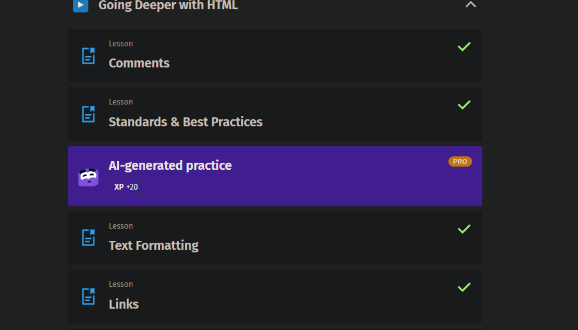 Going Deeper with HTML
Lesson
Comments
Lesson
Standards & Best Practices
AI-generated practice
PRO
XP +20
Lesson
Text Formatting
Lesson
Links